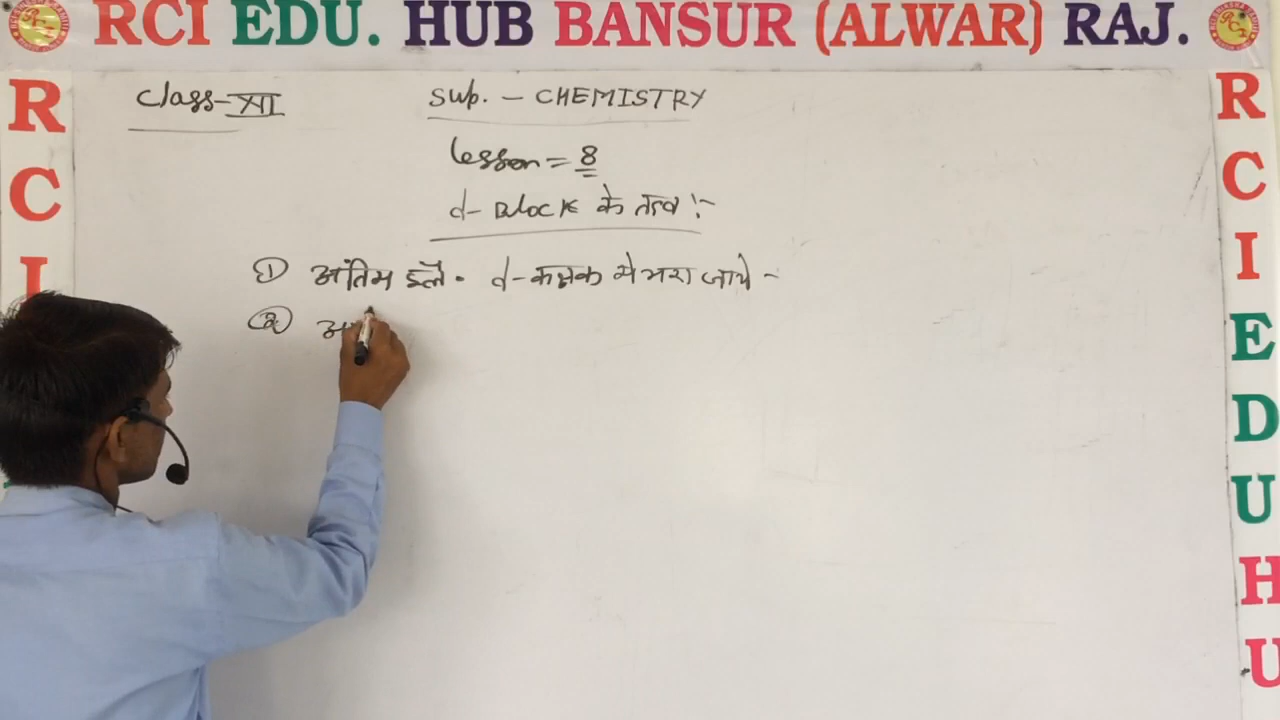 RCI EDU. HUB BANSUR (ALWAR) RAJ.
Class-XII
Sub. - CHEMISTRY
lesson = 8
d-Block के तत्व :-
① अंतिम इले. d-कक्षक मे भरा जाये -
②
R
C
I
R
C
I
E
D
U
H
U